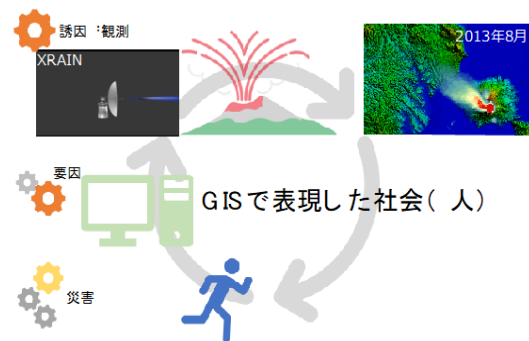 誘因：観測
XRAIN
2013年8月
要因
GISで表現した社会(人)
災害